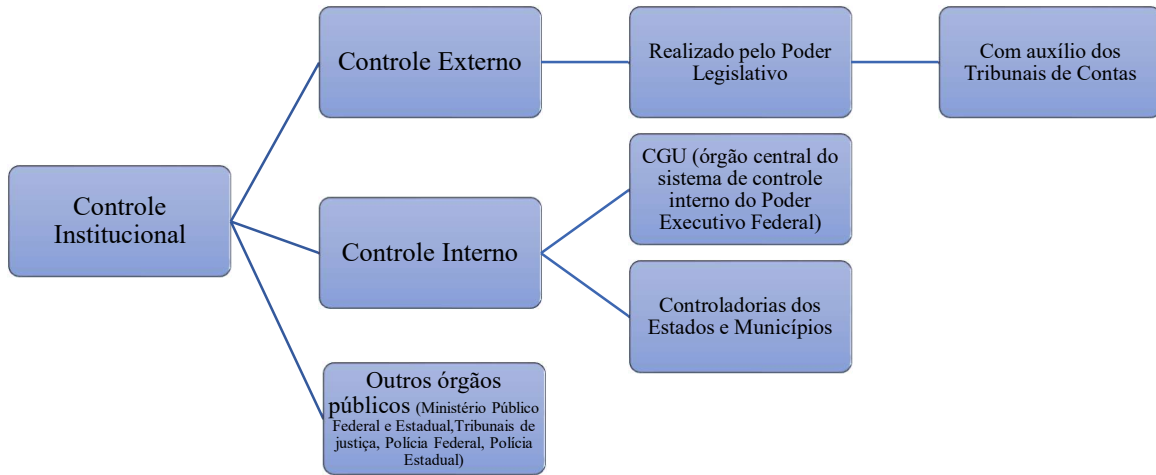 Controle
Institucional
Controle Externo
Realizado pelo Poder
Legislativo
Com auxílio dos
Tribunais de Contas
Controle Interno
CGU (órgão central do
sistema de controle
interno do Poder
Executivo Federal)
Controladorias dos
Estados e Municípios
Outros órgãos
públicos (Ministério Público
Federal e Estadual,Tribunais de
justiça, Polícia Federal, Polícia
Estadual)